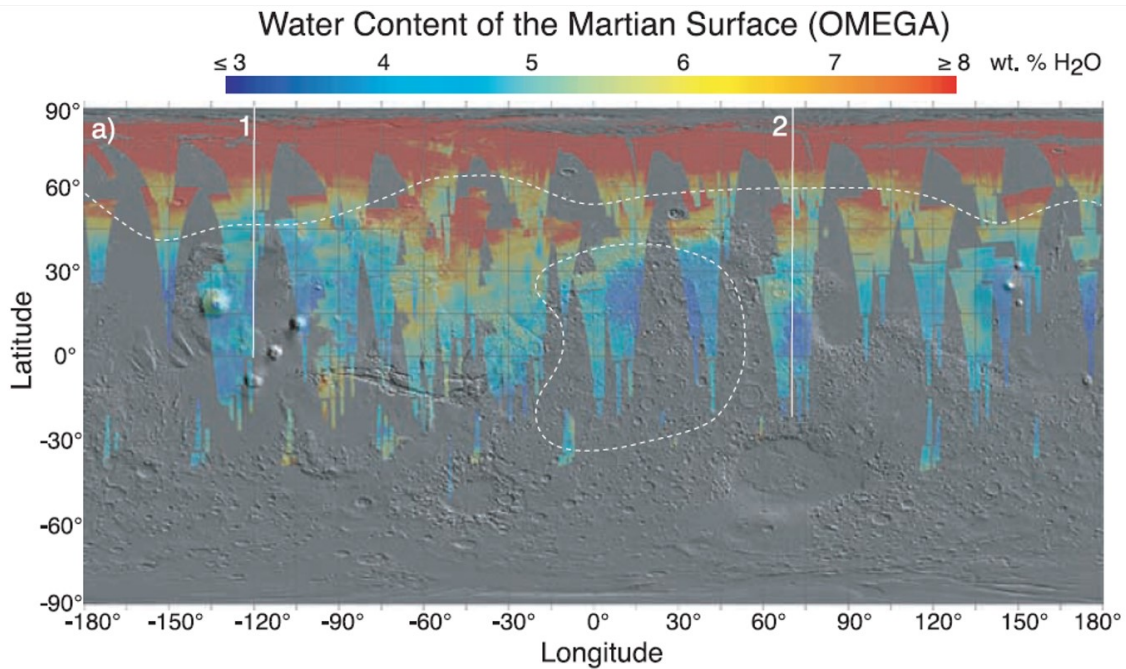 Water Content of the Martian Surface (OMEGA)
≤ 3 4 5 6 7 ≥ 8 wt. % H₂O
a) 1 2
90°
60°
30°
0°
-30°
-60°
-90°
Latitude
-180° -150° -120° -90° -60° -30° 0° 30° 60° 90° 120° 150° 180°
Longitude